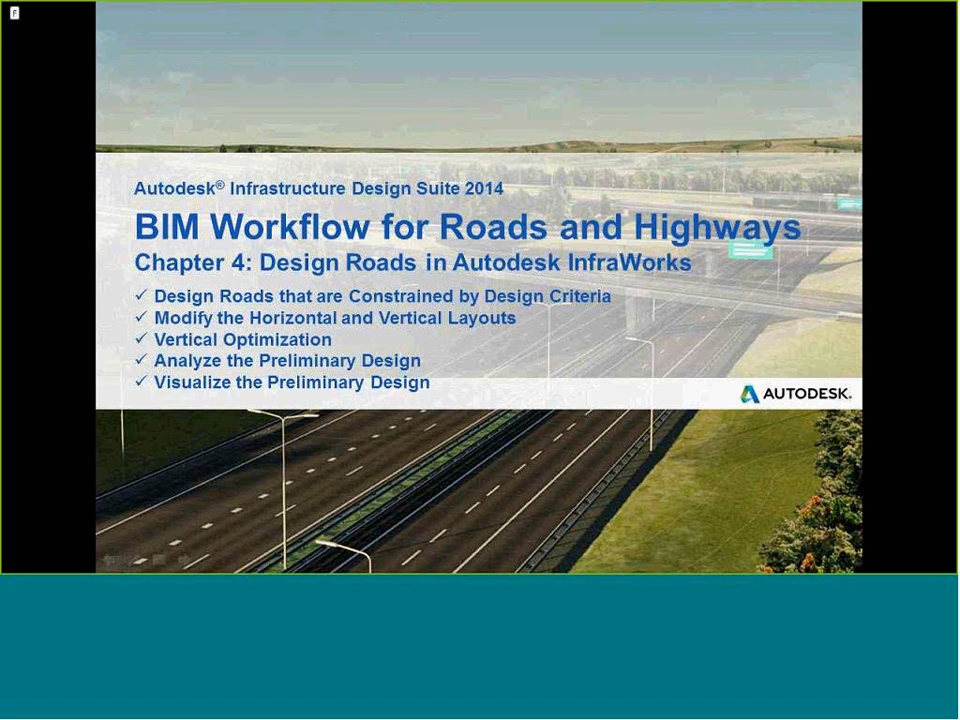 F
Autodesk® Infrastructure Design Suite 2014
BIM Workflow for Roads and Highways
Chapter 4: Design Roads in Autodesk InfraWorks
✓ Design Roads that are Constrained by Design Criteria
✓ Modify the Horizontal and Vertical Layouts
✓ Vertical Optimization
✓ Analyze the Preliminary Design
✓ Visualize the Preliminary Design
AUTODESK.